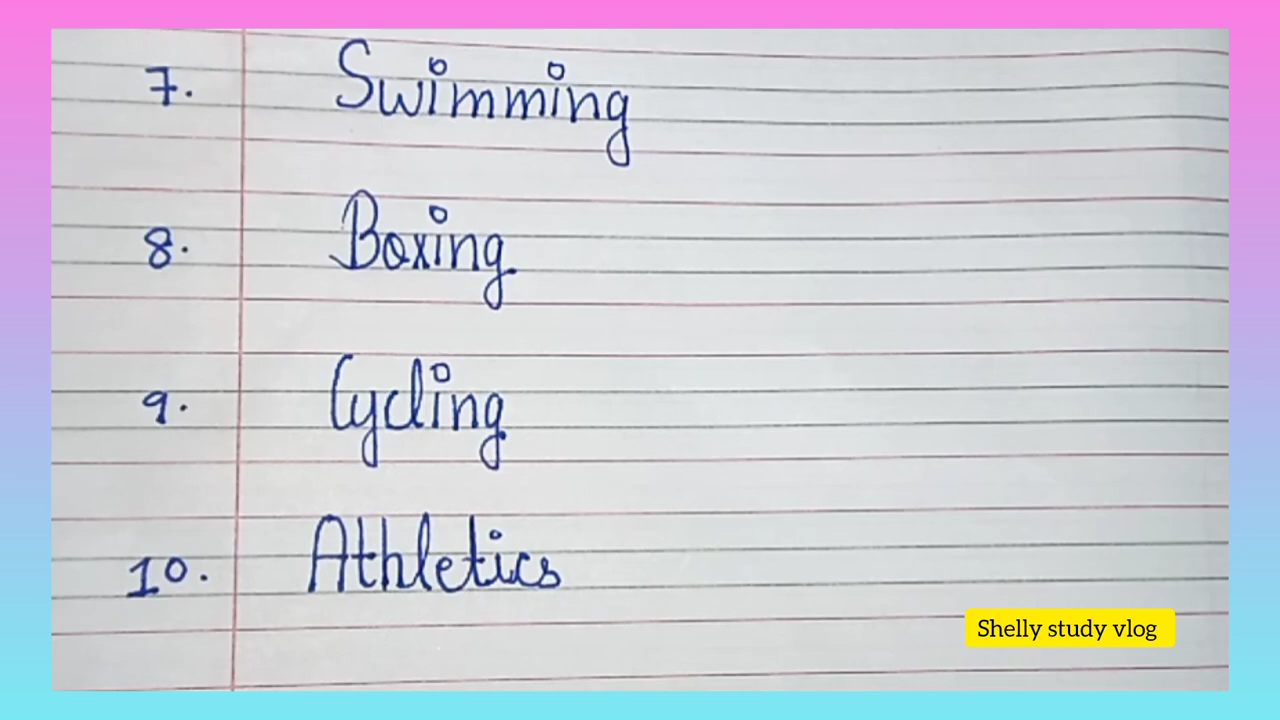 7. Swimming
8. Boxing
9. Cycling
10. Athletics
Shelly study vlog